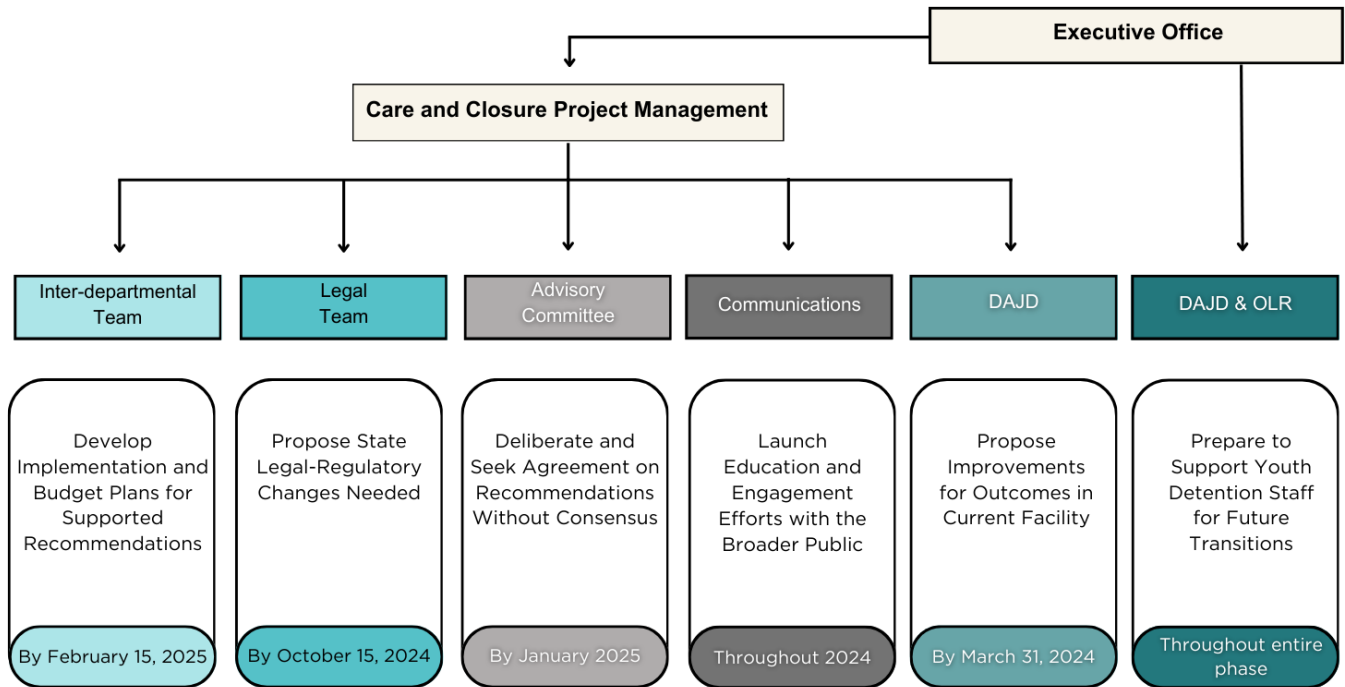 Executive Office
Care and Closure Project Management
Inter-departmental
Team
Legal
Team
Advisory
Committee
Communications
DAJD
DAJD & OLR
Develop
Implementation and
Budget Plans for
Supported
Recommendations
Propose State
Legal-Regulatory
Changes Needed
Deliberate and
Seek Agreement on
Recommendations
Without Consensus
Launch
Education and
Engagement
Efforts with the
Broader Public
Propose
Improvements
for Outcomes in
Current Facility
Prepare to
Support Youth
Detention Staff
for Future
Transitions
By February 15, 2025
By October 15, 2024
By January 2025
Throughout 2024
By March 31, 2024
Throughout entire
phase